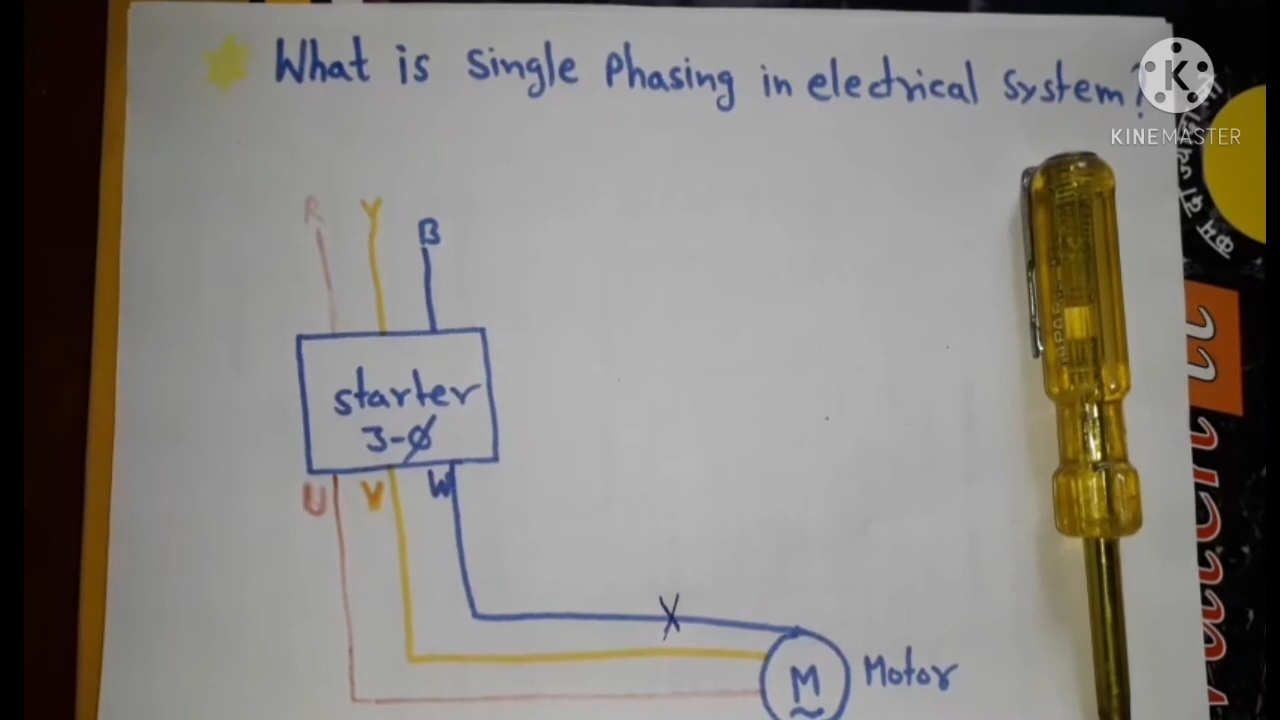 What is single Phasing in electrical system?
K
KINEMASTER
R Y B
starter
3-Ø
U V W
X
M
~
Motor